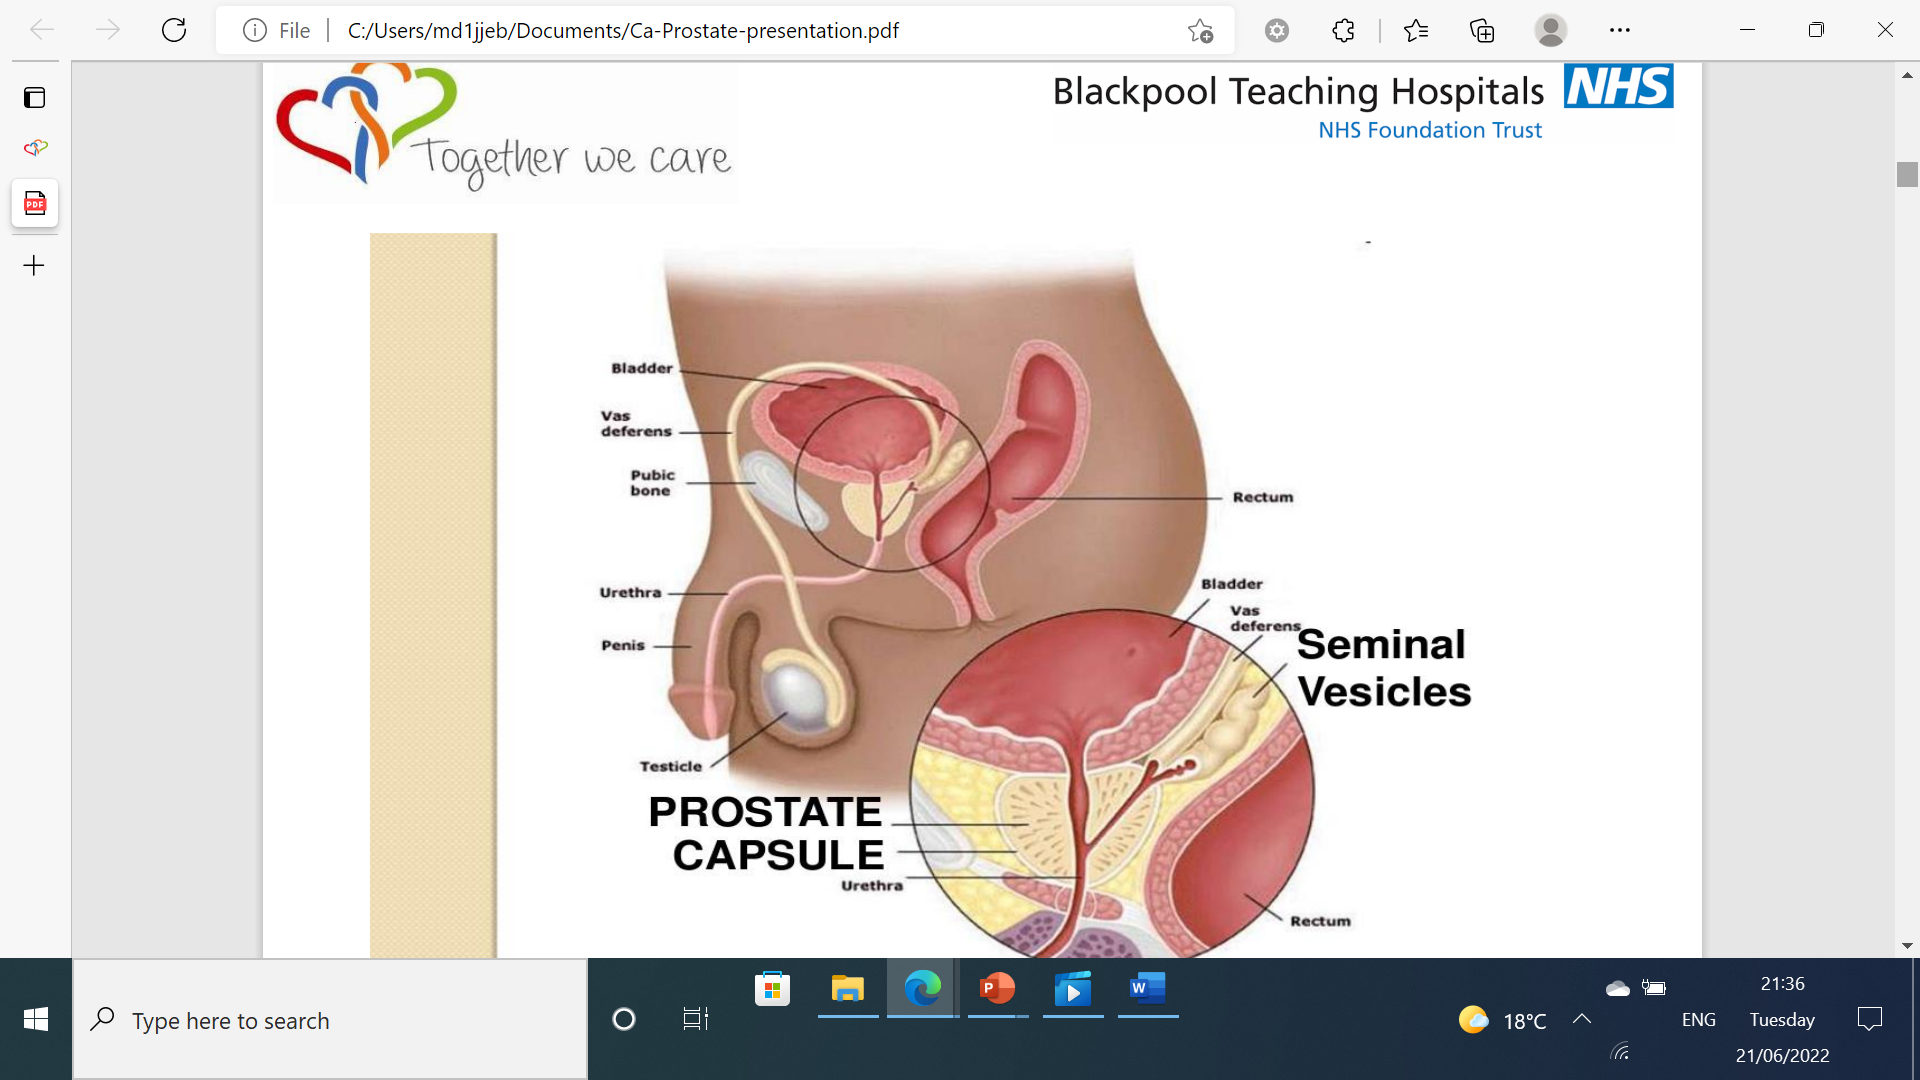 File
C:/Users/md1jjeb/Documents/Ca-Prostate-presentation.pdf
PDF
Together we care
Blackpool Teaching Hospitals NHS
NHS Foundation Trust
-
Bladder
Vas
deferens
Pubic
bone
Rectum
Urethra
Penis
Testicle
Bladder
Vas
deferens
Seminal
Vesicles
PROSTATE
CAPSULE
Urethra
Rectum
Type here to search
P
W
18°C
ENG
21:36
Tuesday
21/06/2022